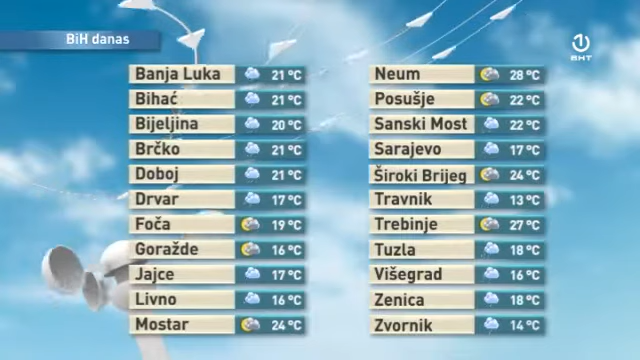 BiH danas
1
BHT
Banja Luka 21 °C
Bihać 21 °C
Bijeljina 20 °C
Brčko 21 °C
Doboj 21 °C
Drvar 17 °C
Foča 19 °C
Goražde 16 °C
Jajce 17 °C
Livno 16 °C
Mostar 24 °C
Neum 28 °C
Posušje 22 °C
Sanski Most 22 °C
Sarajevo 17 °C
Široki Brijeg 24 °C
Travnik 13 °C
Trebinje 27 °C
Tuzla 18 °C
Višegrad 16 °C
Zenica 18 °C
Zvornik 14 °C